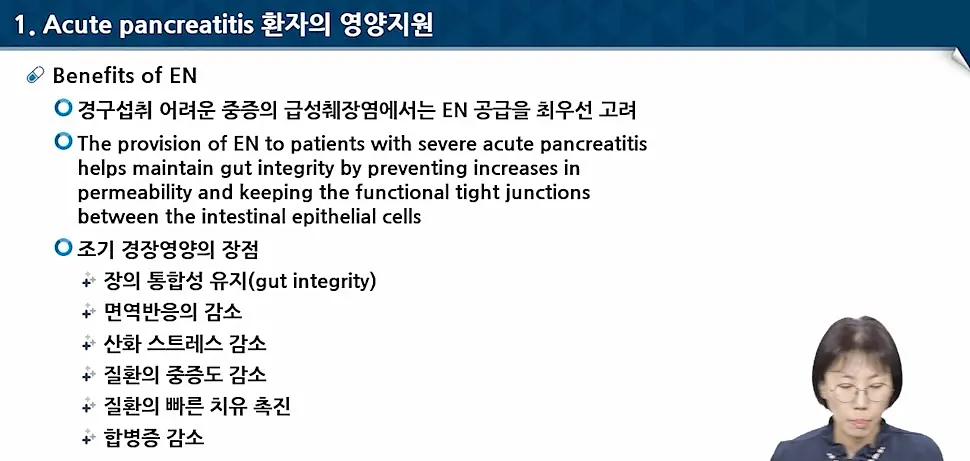 1. Acute pancreatitis 환자의 영양지원
Benefits of EN
경구섭취 어려운 중증의 급성췌장염에서는 EN 공급을 최우선 고려
The provision of EN to patients with severe acute pancreatitis
helps maintain gut integrity by preventing increases in
permeability and keeping the functional tight junctions
between the intestinal epithelial cells
조기 경장영양의 장점
장의 통합성 유지(gut integrity)
면역반응의 감소
산화 스트레스 감소
질환의 중증도 감소
질환의 빠른 치유 촉진
합병증 감소